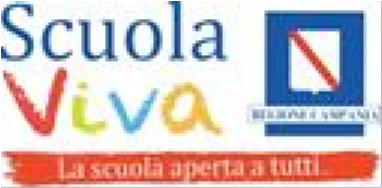 Scuola
Viva
REGIONE CAMPANIA
La scuola aperta a tutti.